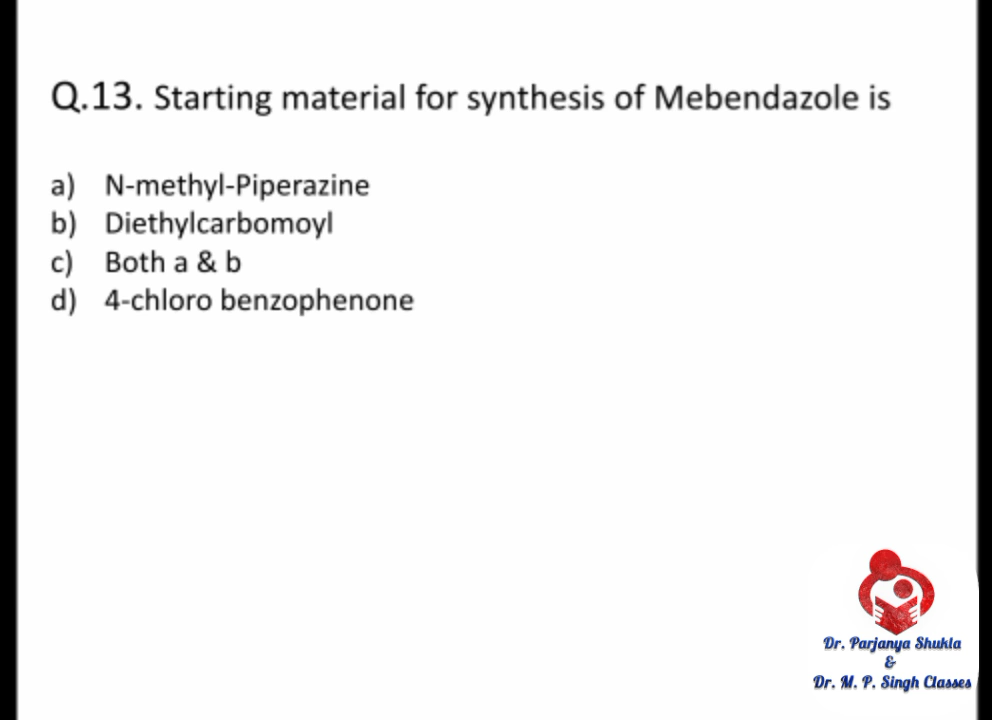 Q.13. Starting material for synthesis of Mebendazole is
a) N-methyl-Piperazine
b) Diethylcarbomoyl
c) Both a & b
d) 4-chloro benzophenone
Dr. Parjanya Shukla
&
Dr. M. P. Singh Classes